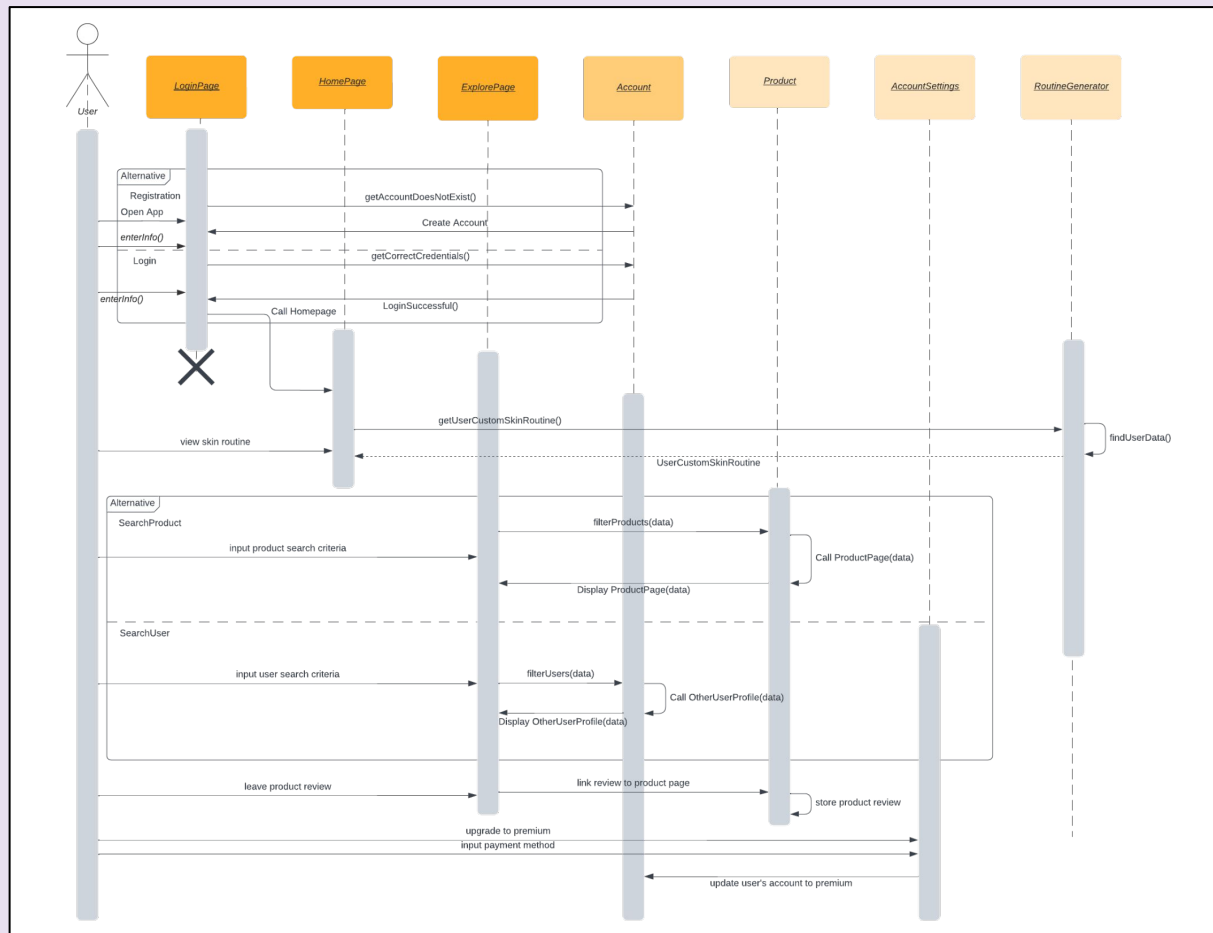 User
LoginPage
HomePage
ExplorePage
Account
Product
AccountSettings
RoutineGenerator
Alternative
Registration
getAccountDoesNotExist()
Open App
Create Account
enterInfo()
Login
getCorrectCredentials()
enterInfo()
LoginSuccessful()
Call Homepage
getUserCustomSkinRoutine()
findUserData()
view skin routine
UserCustomSkinRoutine
Alternative
SearchProduct
filterProducts(data)
input product search criteria
Call ProductPage(data)
Display ProductPage(data)
SearchUser
input user search criteria
filterUsers(data)
Call OtherUserProfile(data)
Display OtherUserProfile(data)
leave product review
link review to product page
store product review
upgrade to premium
input payment method
update user's account to premium